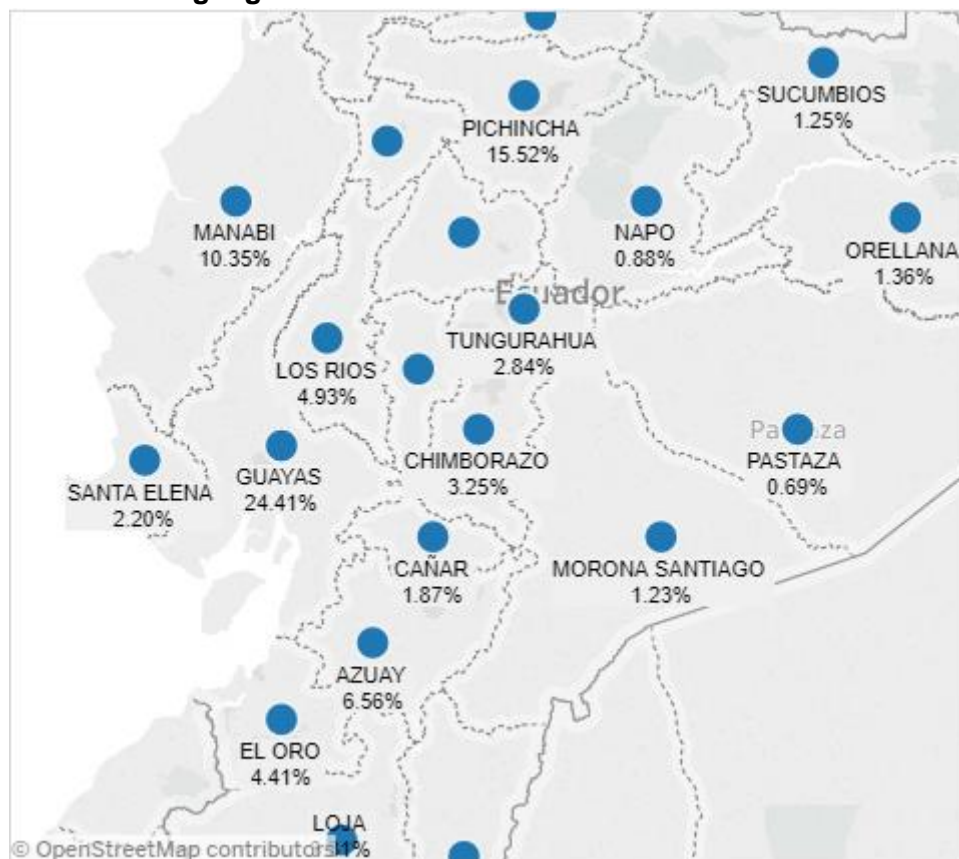 SUCUMBIOS
1.25%
PICHINCHA
15.52%
MANABI
10.35%
NAPO
0.88%
ORELLANA
1.36%
Ecuador
TUNGURAHUA
2.84%
LOS RIOS
4.93%
CHIMBORAZO
3.25%
PASTAZA
0.69%
GUAYAS
24.41%
SANTA ELENA
2.20%
CAÑAR
1.87%
MORONA SANTIAGO
1.23%
AZUAY
6.56%
EL ORO
4.41%
LOJA
© OpenStreetMap contributors